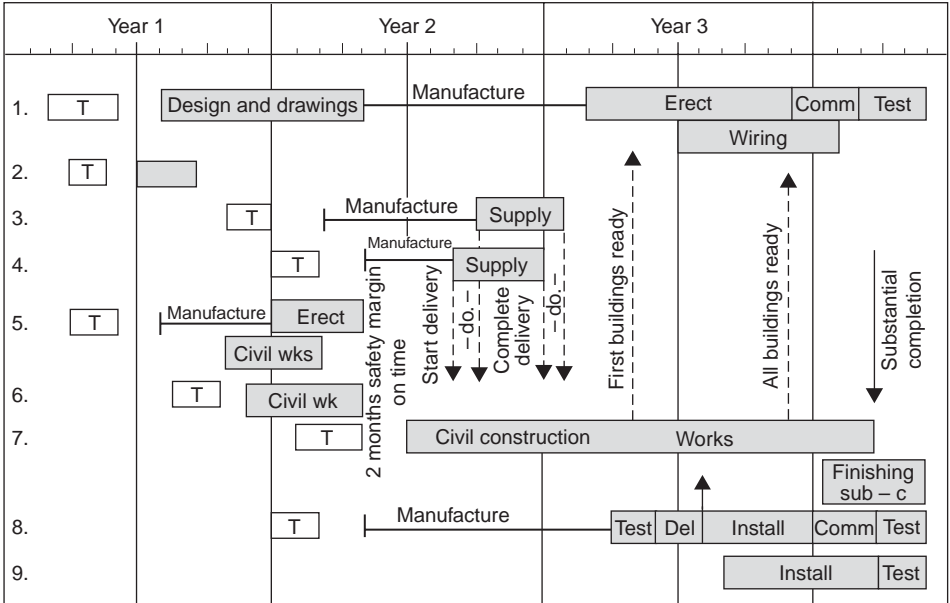 Year 1 Year 2 Year 3
1. T Design and drawings Manufacture Erect Comm Test
Wiring
2. T
3. T Manufacture Supply
4. T Manufacture Supply
5. T Manufacture Erect
Civil wks
6. T Civil wk
2 months safety margin
on time
Start delivery
– do. –
Complete
delivery
– do. –
First buildings ready
All buildings ready
Substantial
completion
7. T Civil construction Works
Finishing
sub – c
8. T Manufacture Test Del Install Comm Test
9. Install Test